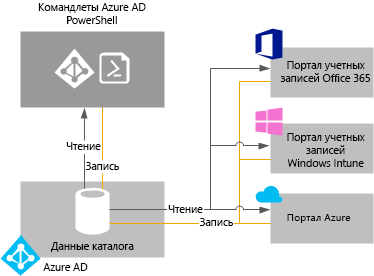 Командлеты Azure AD
PowerShell
Чтение
Запись
Данные каталога
Azure AD
Чтение
Запись
Портал учетных
записей Office 365
Портал учетных
записей
Windows Intune
Портал Azure